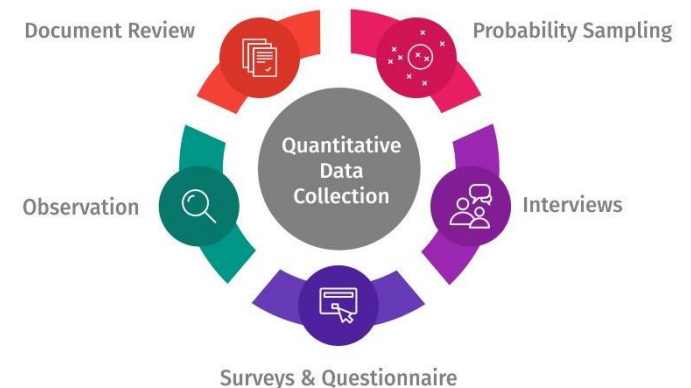 Document Review
Probability Sampling
Quantitative
Data
Collection
Observation
Interviews
Surveys & Questionnaire